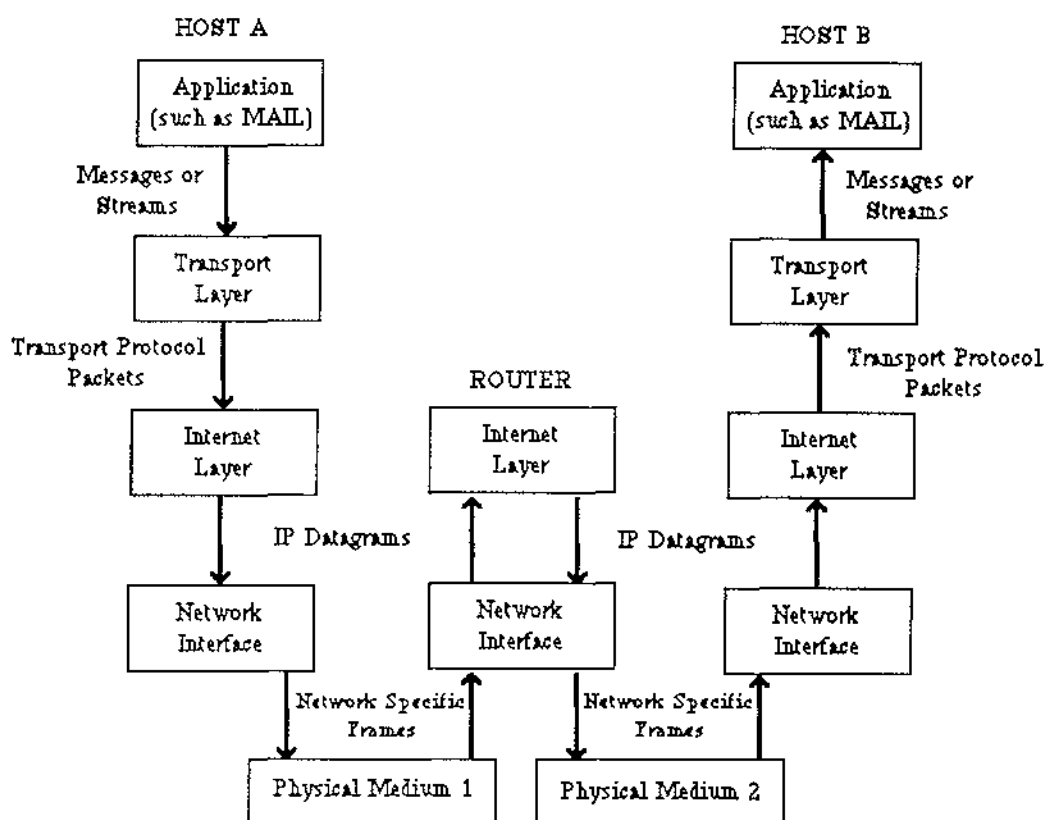 HOST A
Application
(such as MAIL)
Messages or
Streams
Transport
Layer
Transport Protocol
Packets
Internet
Layer
IP Datagrams
Network
Interface
Network Specific
Frames
Physical Medium 1
ROUTER
Internet
Layer
IP Datagrams
Network
Interface
Network Specific
Frames
Physical Medium 2
HOST B
Application
(such as MAIL)
Messages or
Streams
Transport
Layer
Transport Protocol
Packets
Internet
Layer
Network
Interface